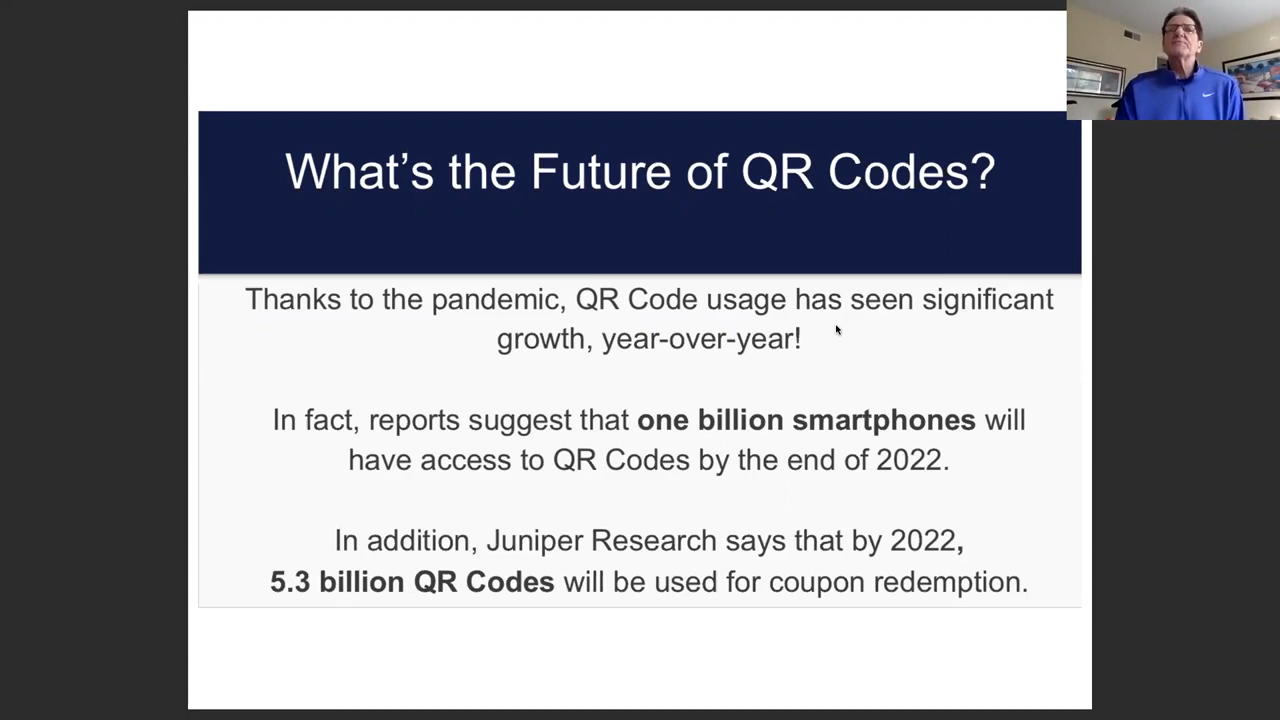 What’s the Future of QR Codes?
Thanks to the pandemic, QR Code usage has seen significant
growth, year-over-year!
In fact, reports suggest that one billion smartphones will
have access to QR Codes by the end of 2022.
In addition, Juniper Research says that by 2022,
5.3 billion QR Codes will be used for coupon redemption.